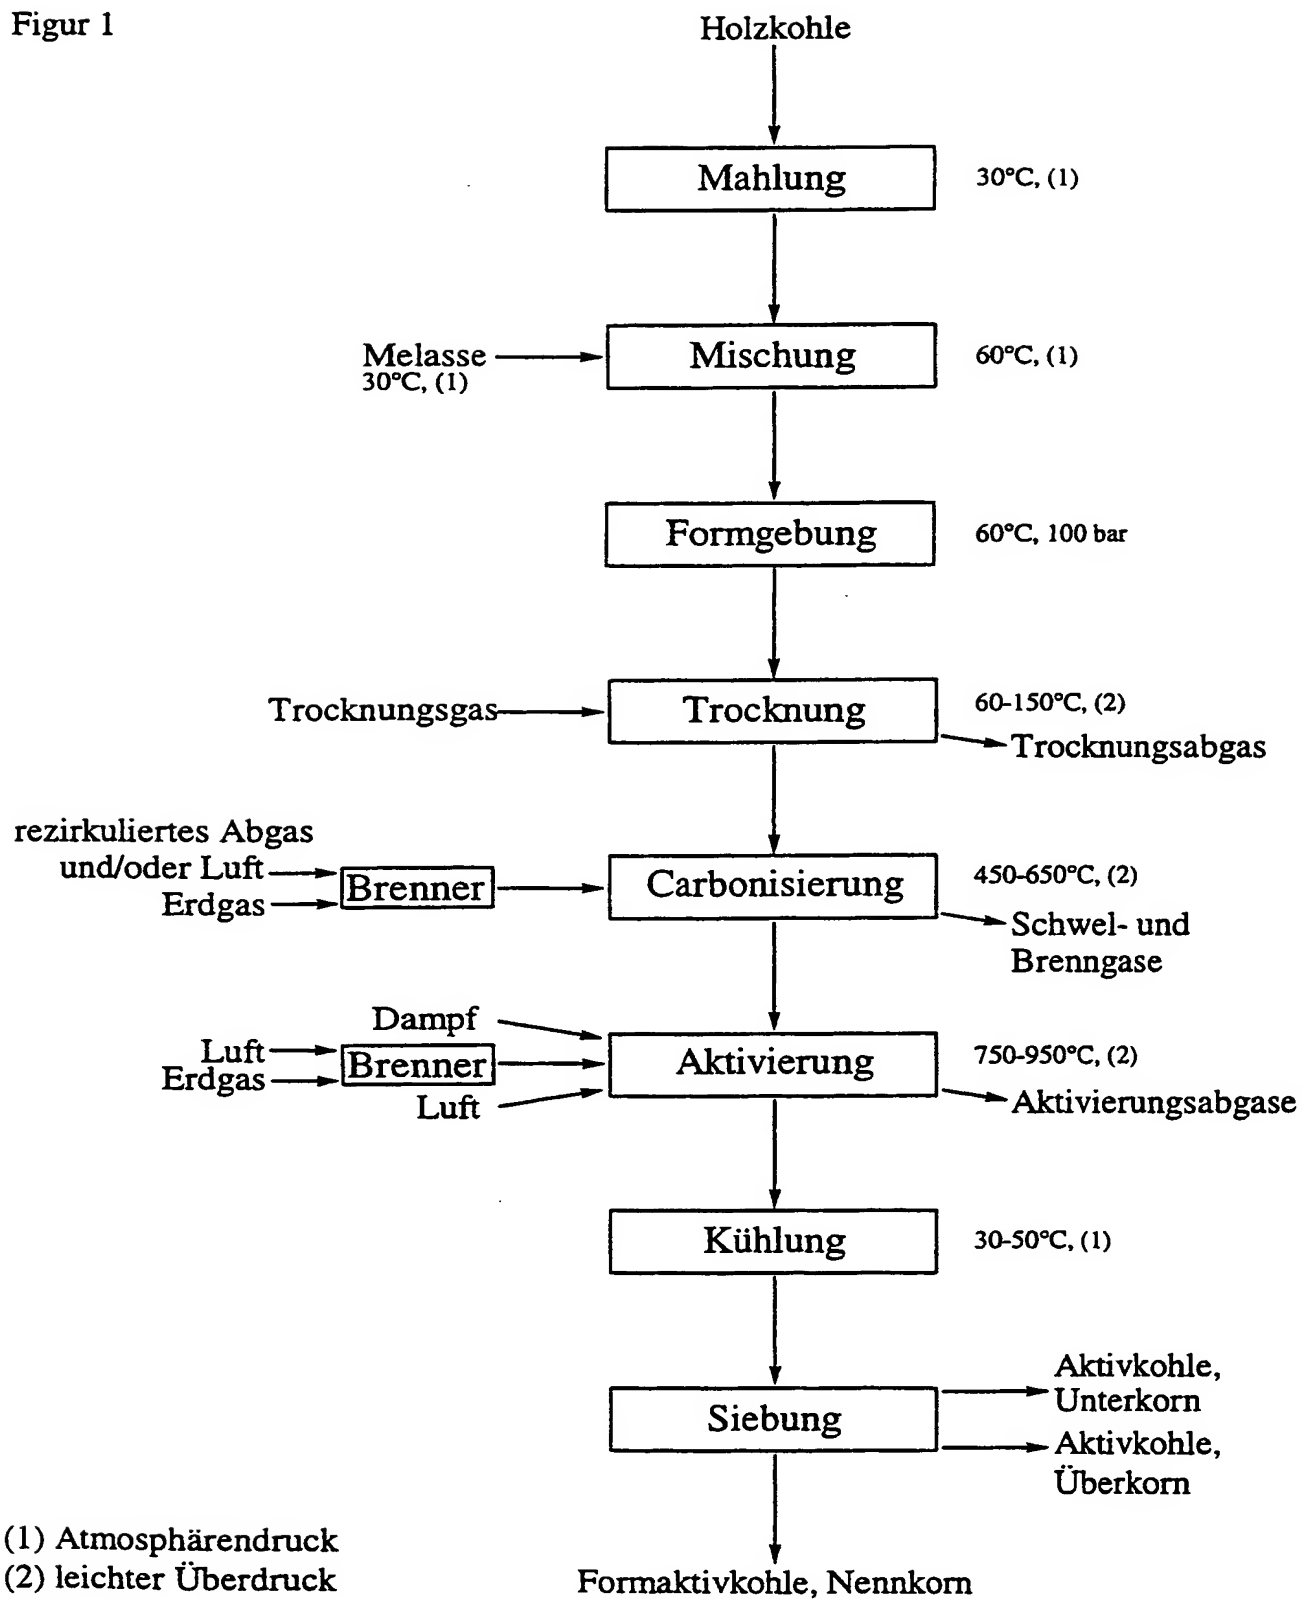 Figur 1
Holzkohle
Mahlung
30°C, (1)
Melasse
30°C, (1)
Mischung
60°C, (1)
Formgebung
60°C, 100 bar
Trocknungsgas
Trocknung
60-150°C, (2)
Trocknungsabgas
rezirkuliertes Abgas
und/oder Luft
Erdgas
Brenner
Carbonisierung
450-650°C, (2)
Schwel- und
Brenngase
Dampf
Luft
Erdgas
Brenner
Luft
Aktivierung
750-950°C, (2)
Aktivierungsabgase
Kühlung
30-50°C, (1)
Siebung
Aktivkohle,
Unterkorn
Aktivkohle,
Überkorn
(1) Atmosphärendruck
(2) leichter Überdruck
Formaktivkohle, Nennkorn